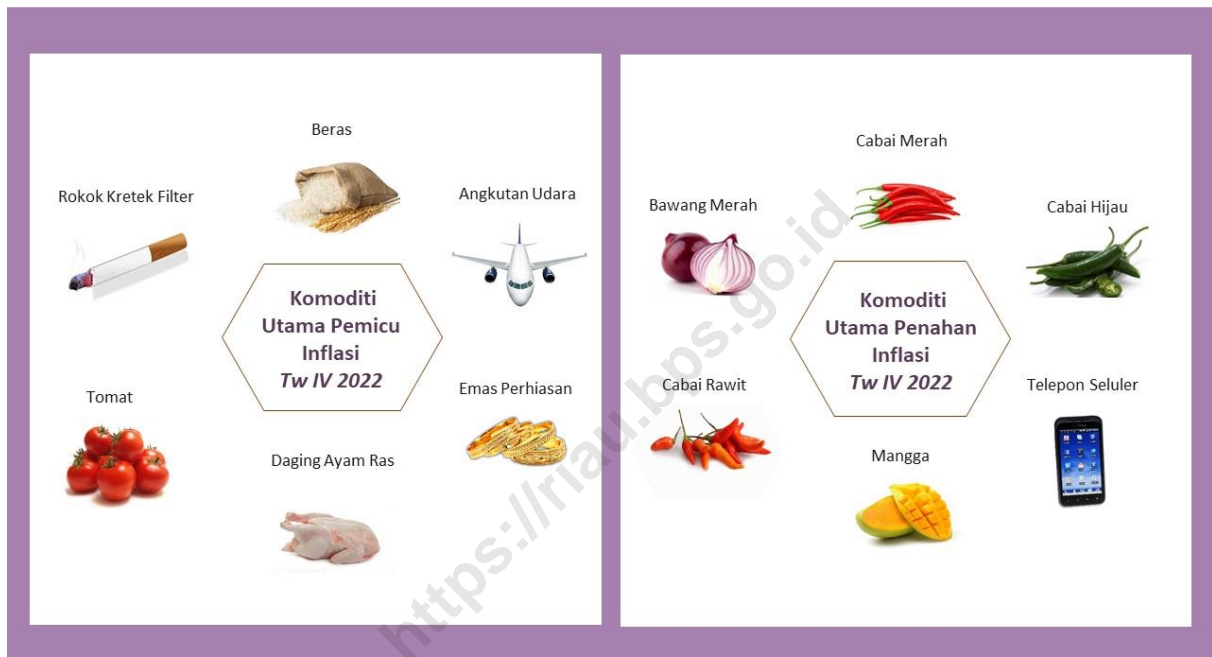 Beras
Rokok Kretek Filter
Angkutan Udara
Komoditi
Utama Pemicu
Inflasi
Tw IV 2022
Tomat
Emas Perhiasan
Daging Ayam Ras
Cabai Merah
Bawang Merah
Cabai Hijau
Komoditi
Utama Penahan
Inflasi
Tw IV 2022
Cabai Rawit
Telepon Seluler
Mangga
https://riau.bps.go.id